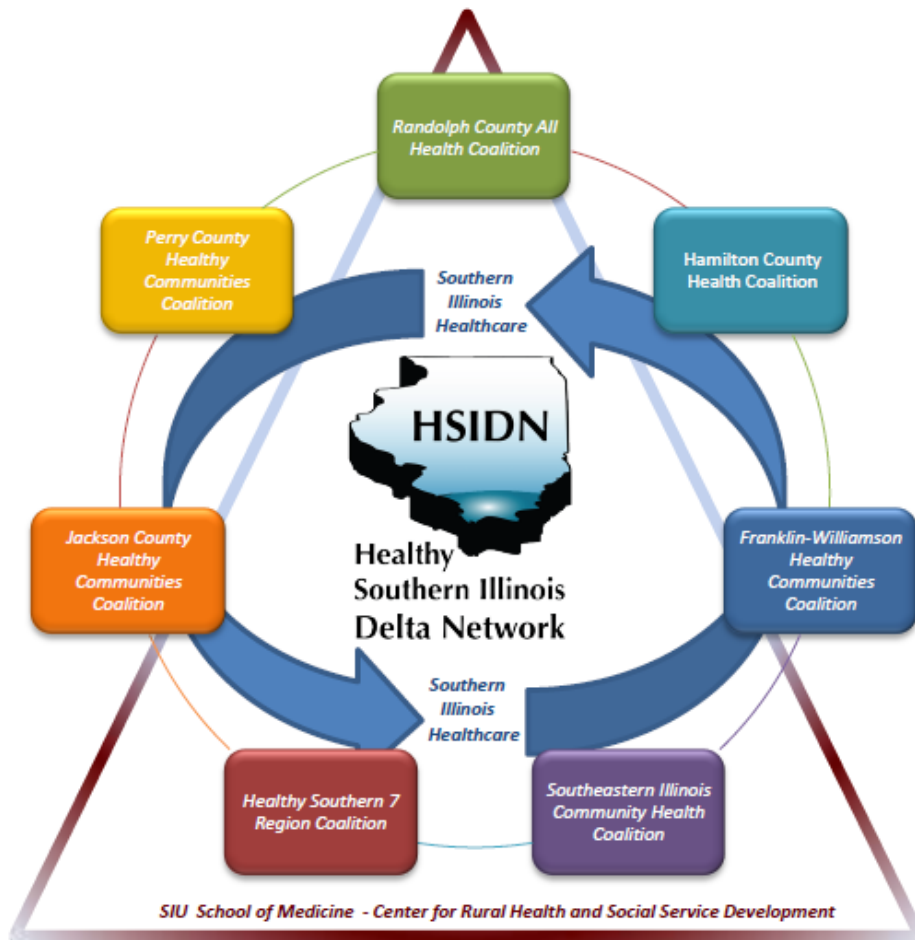 Randolph County All
Health Coalition
Perry County
Healthy
Communities
Coalition
Southern
Illinois
Healthcare
Hamilton County
Health Coalition
HSIDN
Healthy
Southern Illinois
Delta Network
Jackson County
Healthy
Communities
Coalition
Franklin-Williamson
Healthy
Communities
Coalition
Southern
Illinois
Healthcare
Healthy Southern 7
Region Coalition
Southeastern Illinois
Community Health
Coalition
SIU School of Medicine - Center for Rural Health and Social Service Development